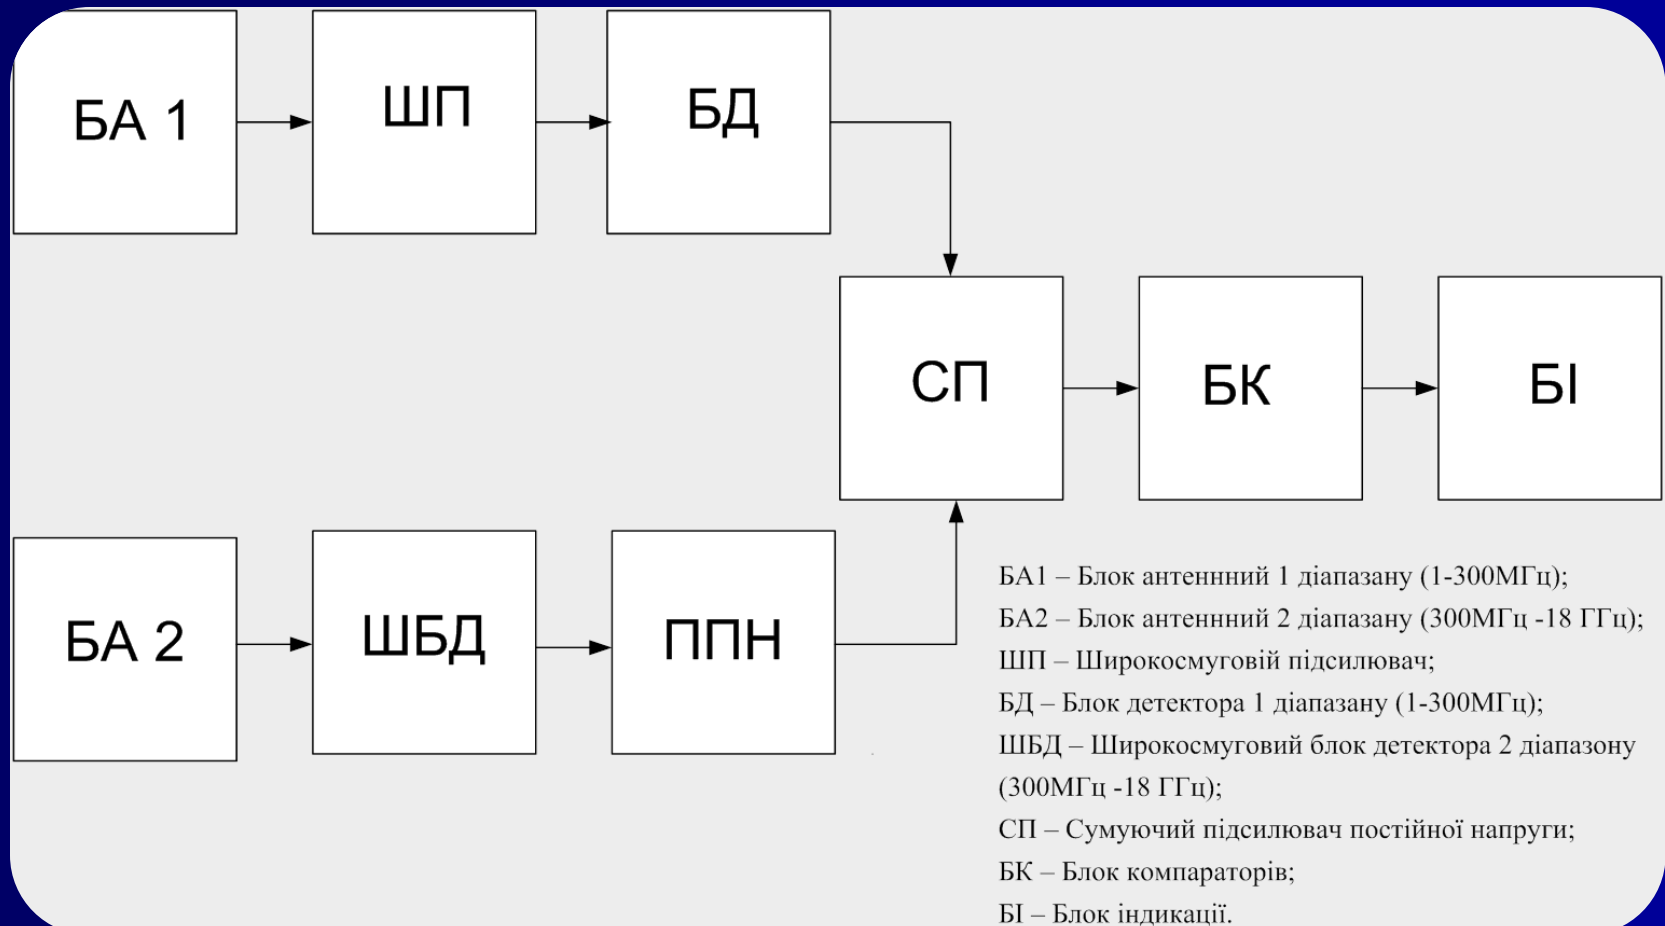 БА 1
ШП
БД
СП
БК
БІ
БА 2
ШБД
ППН
БА1 – Блок антеннний 1 діапазану (1-300МГц);
БА2 – Блок антеннний 2 діапазану (300МГц -18 ГГц);
ШП – Широкосмуговій підсилювач;
БД – Блок детектора 1 діапазану (1-300МГц);
ШБД – Широкосмуговий блок детектора 2 діапазону
(300МГц -18 ГГц);
СП – Сумуючий підсилювач постійної напруги;
БК – Блок компараторів;
БІ – Блок індикації.